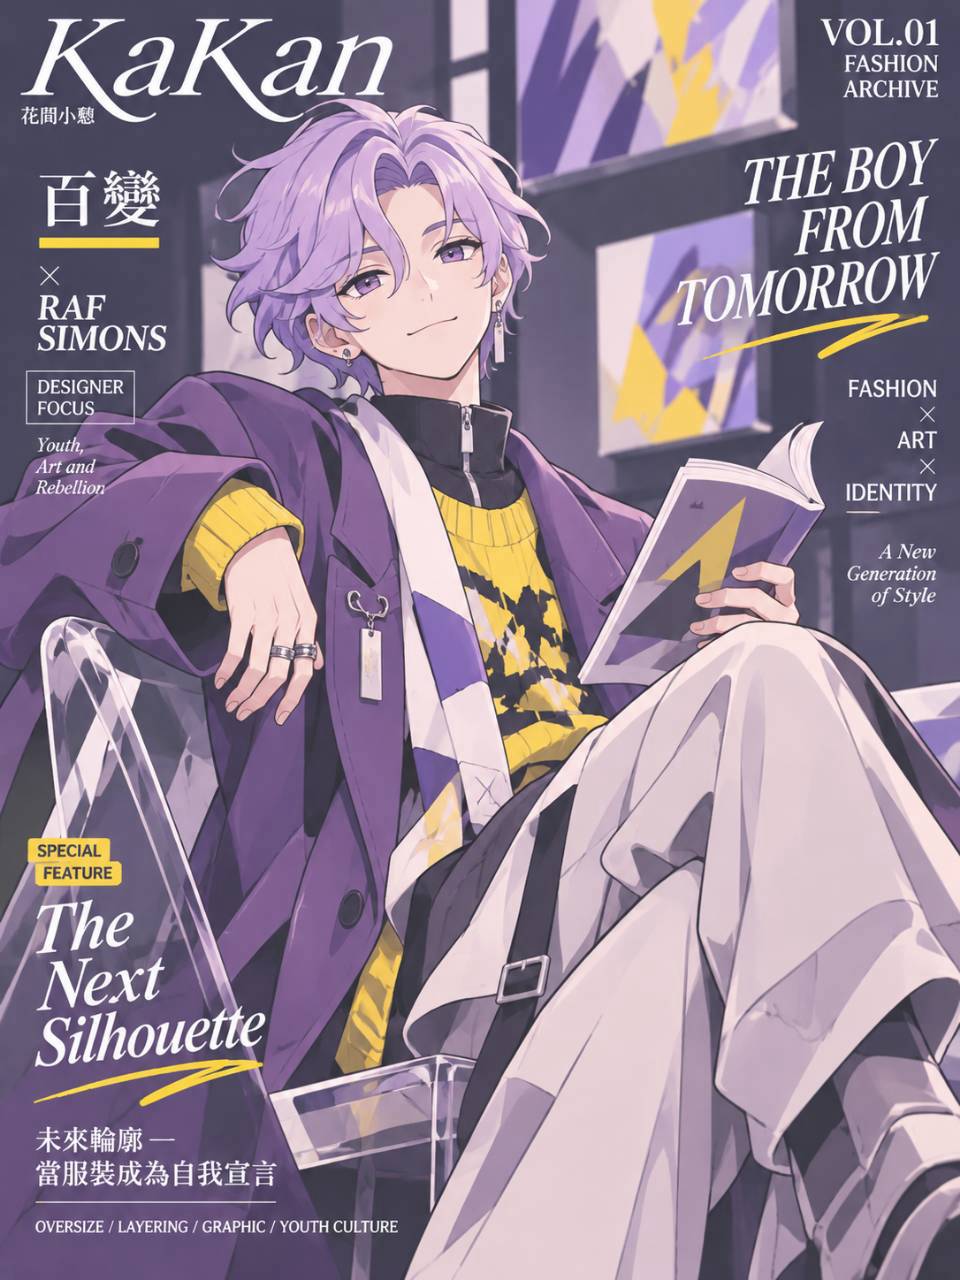 KaKan
花間小憩
VOL.01
FASHION
ARCHIVE
百變
×
RAF
SIMONS
DESIGNER
FOCUS
Youth,
Art and
Rebellion
THE BOY
FROM
TOMORROW
FASHION
×
ART
×
IDENTITY
A New
Generation
of Style
SPECIAL
FEATURE
The
Next
Silhouette
未來輪廓 —
當服裝成為自我宣言
OVERSIZE / LAYERING / GRAPHIC / YOUTH CULTURE